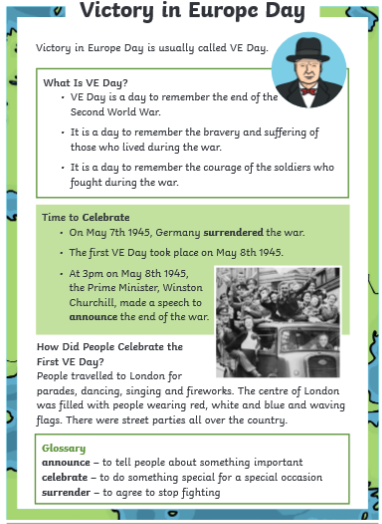 Victory in Europe Day
Victory in Europe Day is usually called VE Day.
What Is VE Day?
• VE Day is a day to remember the end of the
Second World War.
• It is a day to remember the bravery and suffering of
those who lived during the war.
• It is a day to remember the courage of the soldiers who
fought during the war.
Time to Celebrate
• On May 7th 1945, Germany surrendered the war.
• The first VE Day took place on May 8th 1945.
• At 3pm on May 8th 1945,
the Prime Minister, Winston
Churchill, made a speech to
announce the end of the war.
How Did People Celebrate the
First VE Day?
People travelled to London for
parades, dancing, singing and fireworks. The centre of London
was filled with people wearing red, white and blue and waving
flags. There were street parties all over the country.
Glossary
announce – to tell people about something important
celebrate – to do something special for a special occasion
surrender – to agree to stop fighting